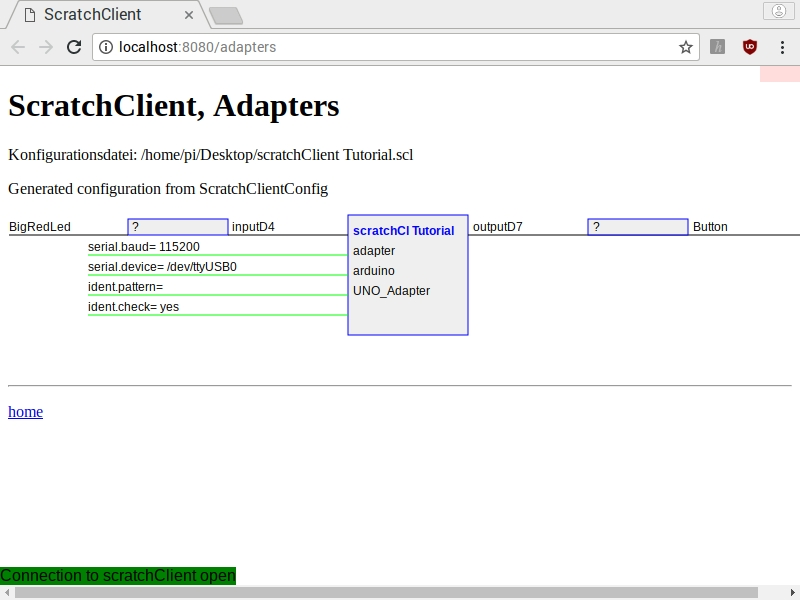 ScratchClient
localhost:8080/adapters
ScratchClient, Adapters
Konfigurationsdatei: /home/pi/Desktop/scratchClient Tutorial.scl
Generated configuration from ScratchClientConfig
BigRedLed ? inputD4 scratchCl Tutorial outputD7 ? Button
serial.baud= 115200 adapter
serial.device= /dev/ttyUSB0 arduino
ident.pattern= UNO_Adapter
ident.check= yes
home
Connection to scratchClient open